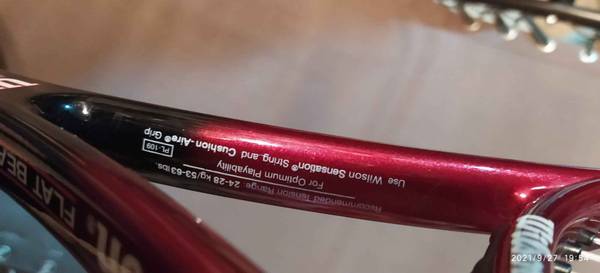 Recommended Tension Range: 24-28 kg/53-63 lbs.
For Optimum Playability
Use Wilson Sensation® String and Cushion-Aire® Grip
PL-109
FLAT BEA
2021/9/27 19:54